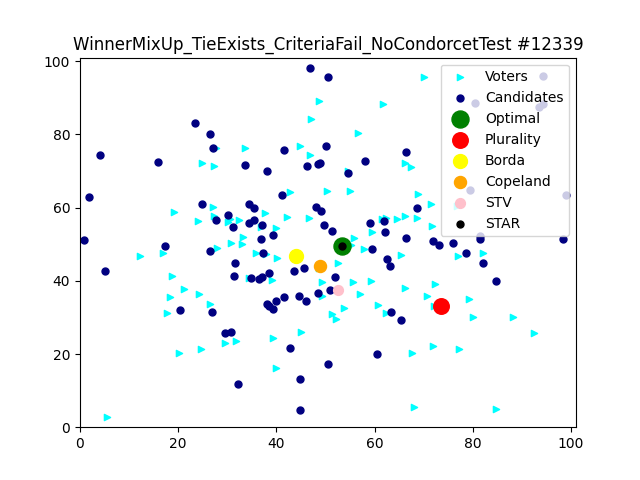 WinnerMixUp_TieExists_CriteriaFail_NoCondorcetTest #12339
100
80
60
40
20
0
0 20 40 60 80 100
Voters
Candidates
Optimal
Plurality
Borda
Copeland
STV
STAR